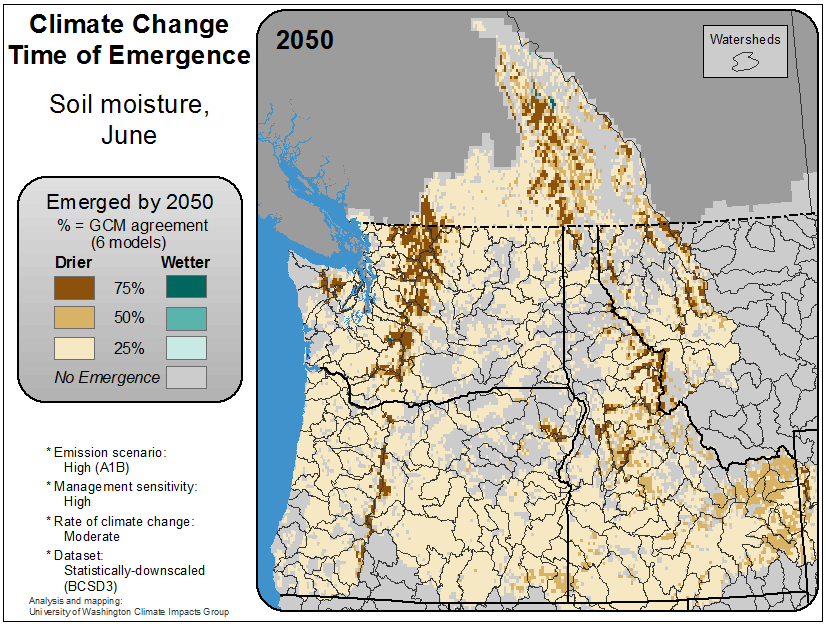 Climate Change
Time of Emergence
Soil moisture,
June
Emerged by 2050
% = GCM agreement
(6 models)
Drier Wetter
75%
50%
25%
No Emergence
* Emission scenario:
High (A1B)
* Management sensitivity:
High
* Rate of climate change:
Moderate
* Dataset:
Statistically-downscaled
(BCSD3)
Analysis and mapping:
University of Washington Climate Impacts Group
2050
Watersheds